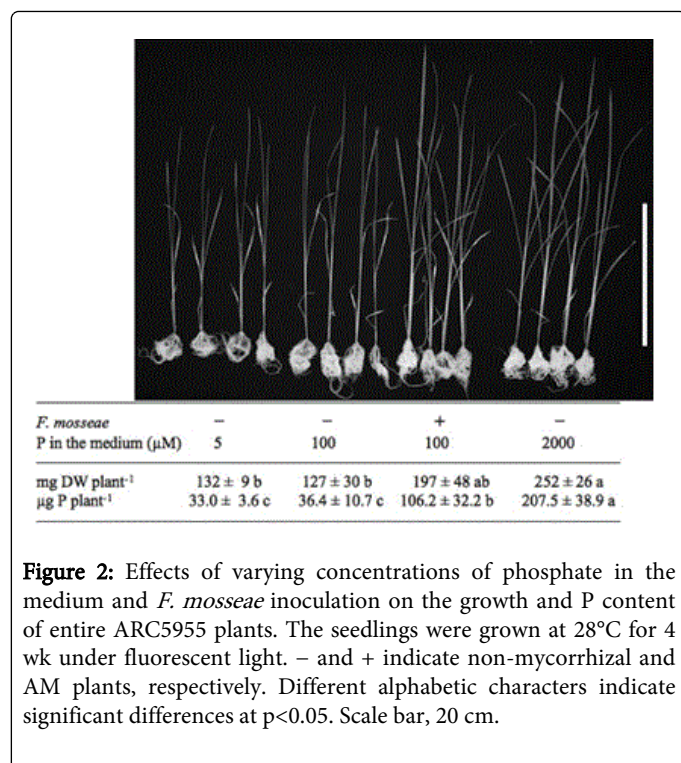 F. mosseae − − + −
P in the medium (μM) 5 100 100 2000
mg DW plant⁻¹ 132 ± 9 b 127 ± 30 b 197 ± 48 ab 252 ± 26 a
μg P plant⁻¹ 33.0 ± 3.6 c 36.4 ± 10.7 c 106.2 ± 32.2 b 207.5 ± 38.9 a
Figure 2: Effects of varying concentrations of phosphate in the
medium and F. mosseae inoculation on the growth and P content
of entire ARC5955 plants. The seedlings were grown at 28°C for 4
wk under fluorescent light. − and + indicate non-mycorrhizal and
AM plants, respectively. Different alphabetic characters indicate
significant differences at p<0.05. Scale bar, 20 cm.